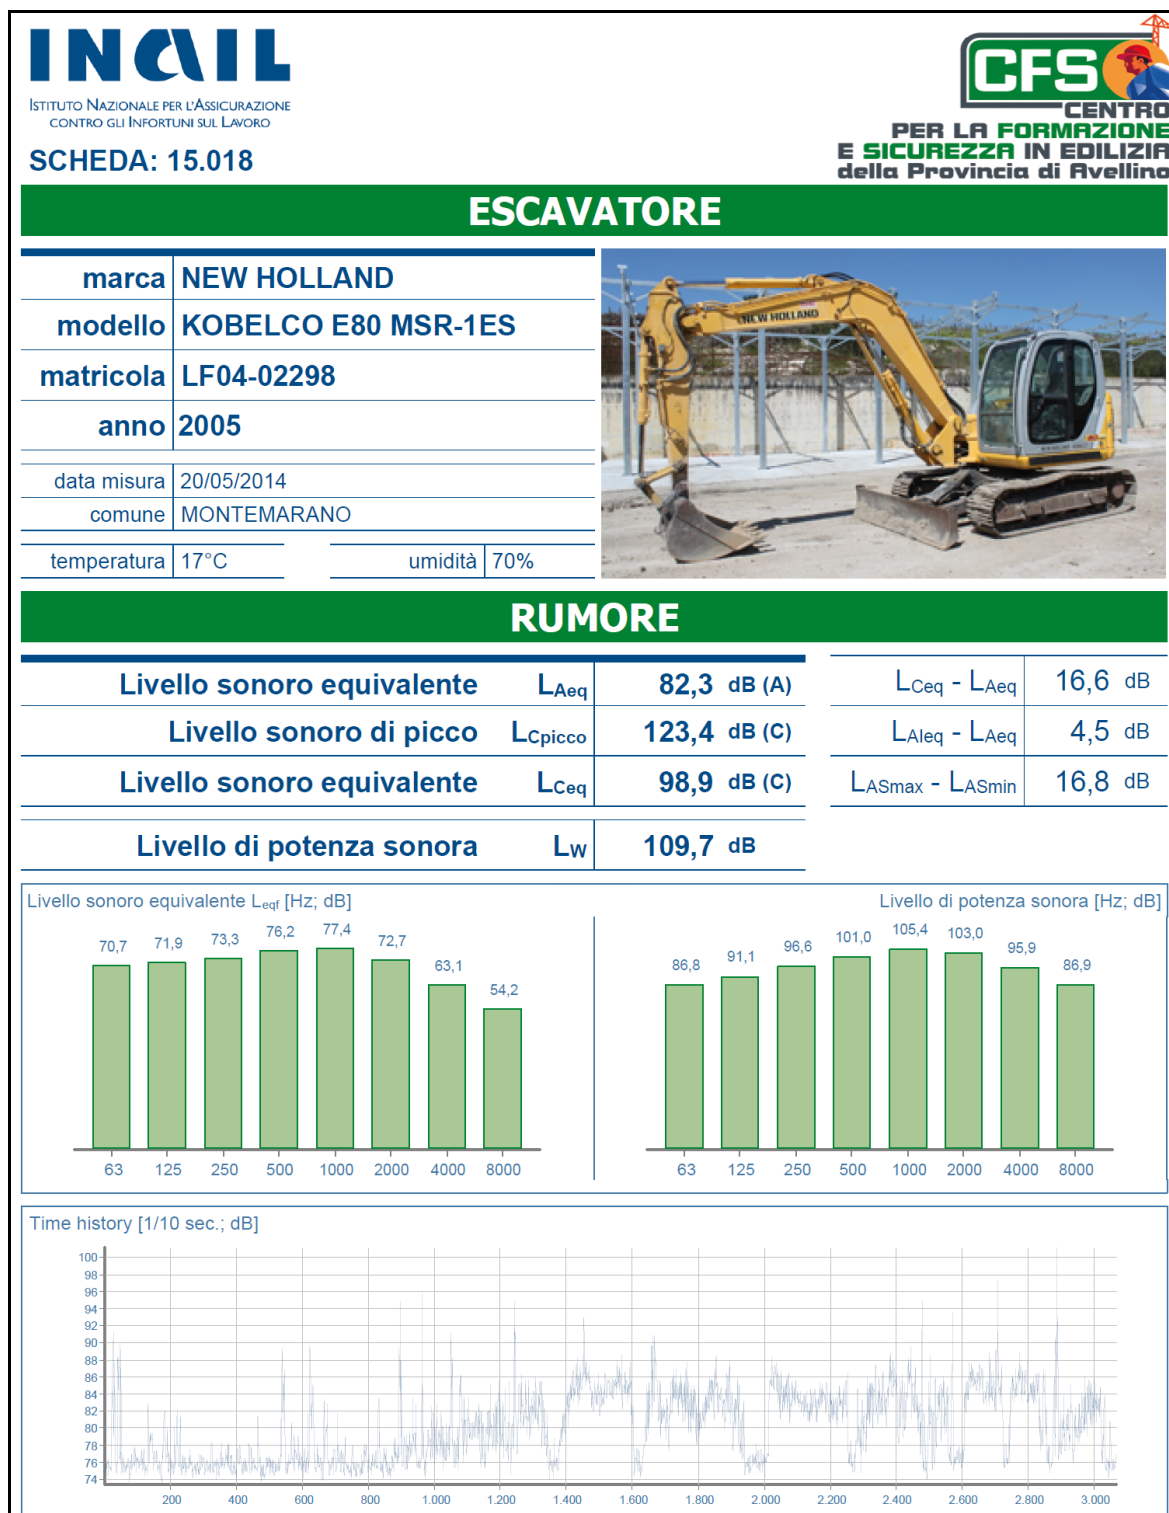 INAIL
ISTITUTO NAZIONALE PER L'ASSICURAZIONE
CONTRO GLI INFORTUNI SUL LAVORO
SCHEDA: 15.018
CFS
CENTRO
PER LA FORMAZIONE
E SICUREZZA IN EDILIZIA
della Provincia di Avellino
ESCAVATORE
marca NEW HOLLAND
modello KOBELCO E80 MSR-1ES
matricola LF04-02298
anno 2005
data misura 20/05/2014
comune MONTEMARANO
temperatura 17°C umidità 70%
NEW HOLLAND
RUMORE
Livello sonoro equivalente LAeq 82,3 dB (A) LCeq - LAeq 16,6 dB
Livello sonoro di picco LCpicco 123,4 dB (C) LAIeq - LAeq 4,5 dB
Livello sonoro equivalente LCeq 98,9 dB (C) LASmax - LASmin 16,8 dB
Livello di potenza sonora LW 109,7 dB
Livello sonoro equivalente Leqf [Hz; dB]
70,7 71,9 73,3 76,2 77,4 72,7 63,1 54,2
63 125 250 500 1000 2000 4000 8000
Livello di potenza sonora [Hz; dB]
86,8 91,1 96,6 101,0 105,4 103,0 95,9 86,9
63 125 250 500 1000 2000 4000 8000
Time history [1/10 sec.; dB]
100
98
96
94
92
90
88
86
84
82
80
78
76
74
200 400 600 800 1.000 1.200 1.400 1.600 1.800 2.000 2.200 2.400 2.600 2.800 3.000